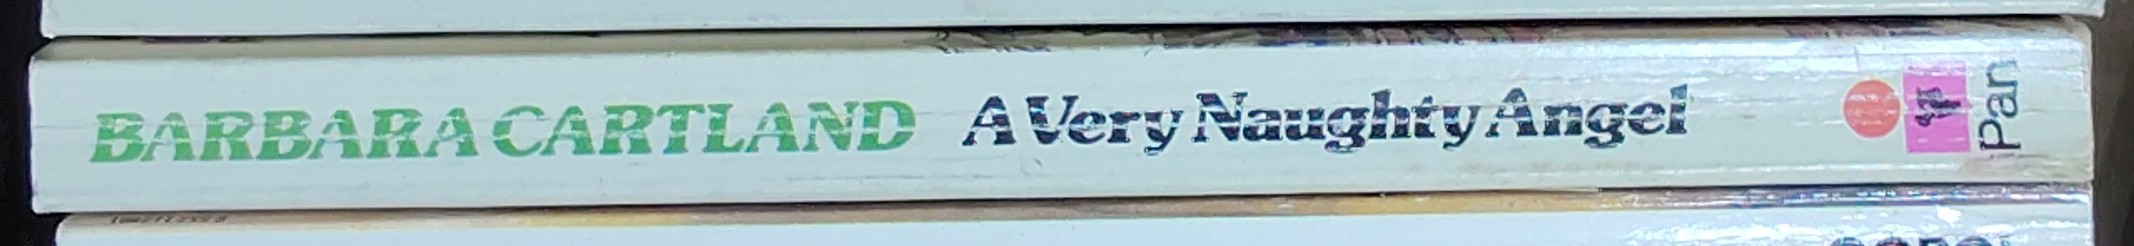 BARBARA CARTLAND A Very Naughty Angel Pan